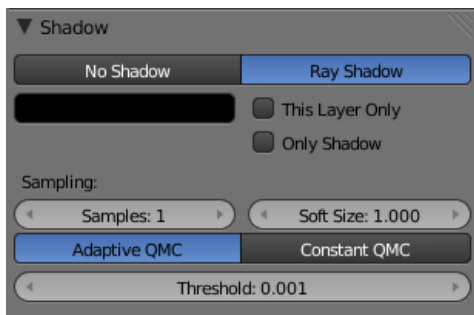 Shadow
No Shadow Ray Shadow
This Layer Only
Only Shadow
Sampling:
Samples: 1 Soft Size: 1.000
Adaptive QMC Constant QMC
Threshold: 0.001